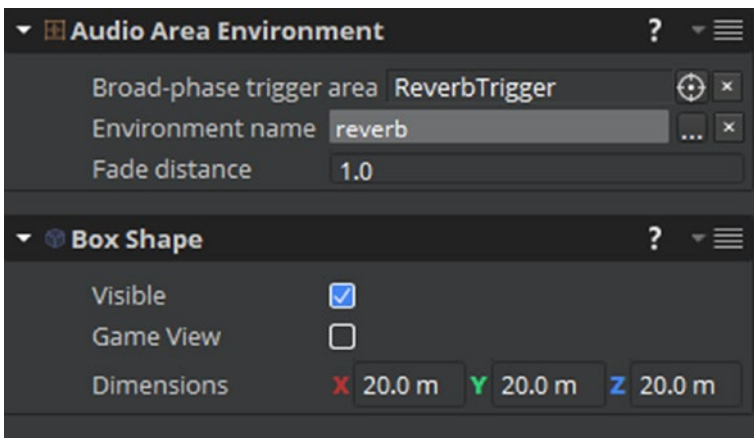 Audio Area Environment ?
Broad-phase trigger area ReverbTrigger ×
Environment name reverb ... ×
Fade distance 1.0
Box Shape ?
Visible
Game View
Dimensions X 20.0 m Y 20.0 m Z 20.0 m